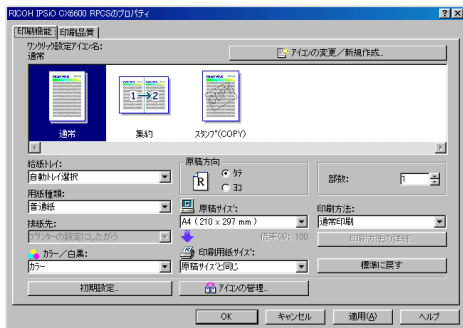 RICOH IPSiO CX6600 RPCSのプロパティ
印刷機能 印刷品質
ワンクリック設定アイコン名:
通常
アイコンの変更／新規作成...
1 2
通常 集約 スタンプ(COPY)
給紙トレイ:
自動トレイ選択
用紙種類:
普通紙
排紙先:
プリンターの設定にしたがう
カラー／白黒:
カラー
初期設定...
原稿方向
R
タテ
ヨコ
原稿サイズ:
A4 ( 210 x 297 mm )
倍率(%): 100
印刷用紙サイズ:
原稿サイズと同じ
アイコンの管理...
部数: 1
印刷方法:
通常印刷
印刷方法の詳細...
標準に戻す
OK キャンセル 適用(A) ヘルプ